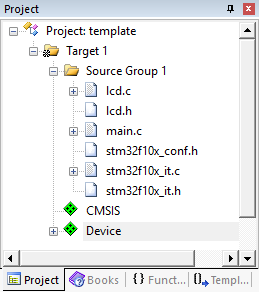 Project
Project: template
Target 1
Source Group 1
lcd.c
lcd.h
main.c
stm32f10x_conf.h
stm32f10x_it.c
stm32f10x_it.h
CMSIS
Device
Project Books {} Funct... 0→ Templ...